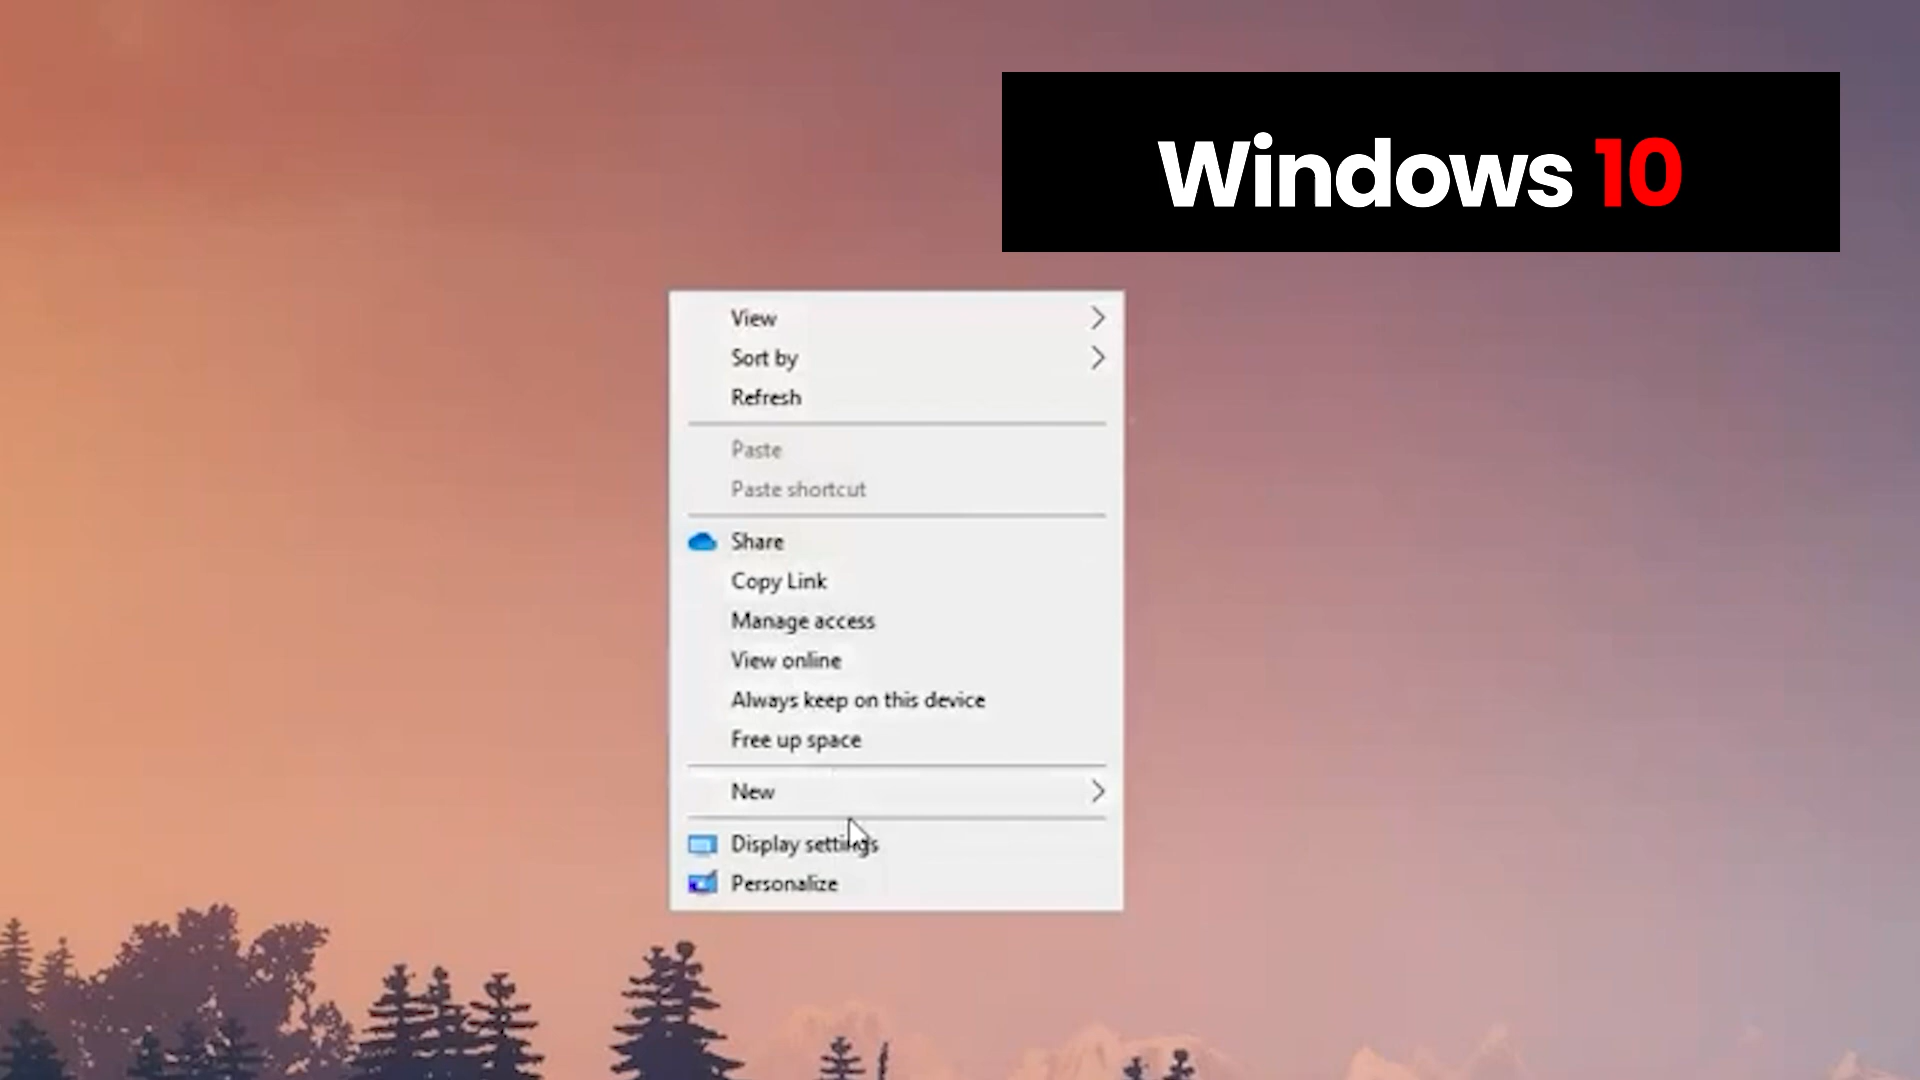 Windows 10
View
Sort by
Refresh
Paste
Paste shortcut
Share
Copy Link
Manage access
View online
Always keep on this device
Free up space
New
Display settings
Personalize